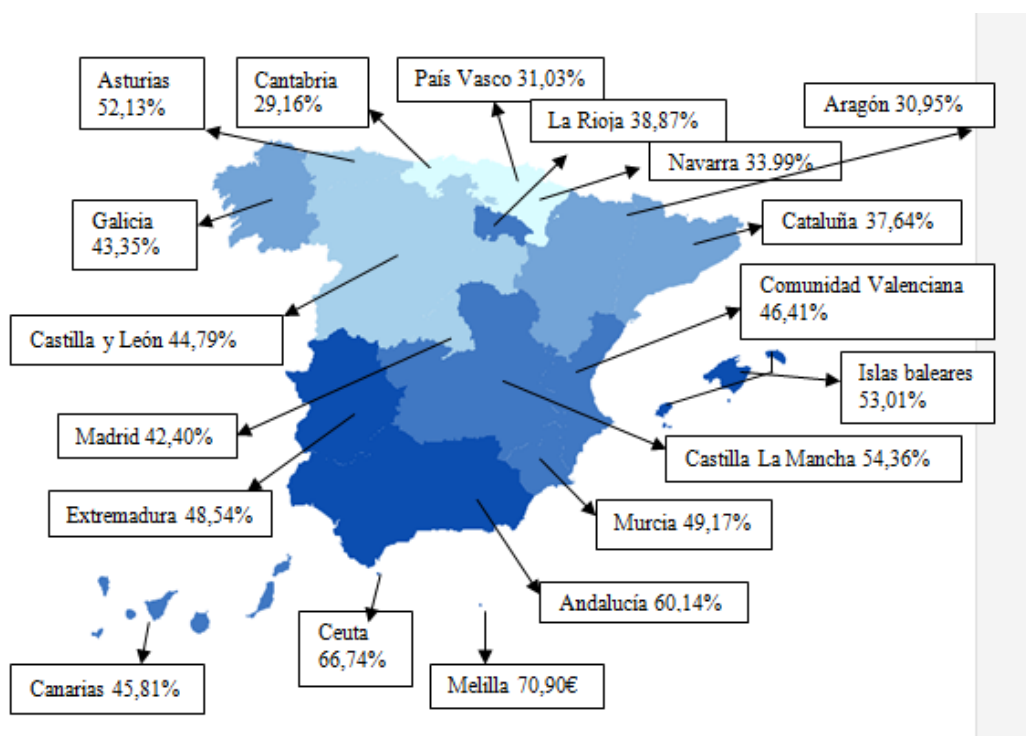 Asturias
52,13%
Cantabria
29,16%
País Vasco 31,03%
La Rioja 38,87%
Aragón 30,95%
Navarra 33.99%
Galicia
43,35%
Cataluña 37,64%
Comunidad Valenciana
46,41%
Castilla y León 44,79%
Islas baleares
53,01%
Madrid 42,40%
Castilla La Mancha 54,36%
Extremadura 48,54%
Murcia 49,17%
Andalucía 60,14%
Ceuta
66,74%
Canarias 45,81%
Melilla 70,90€